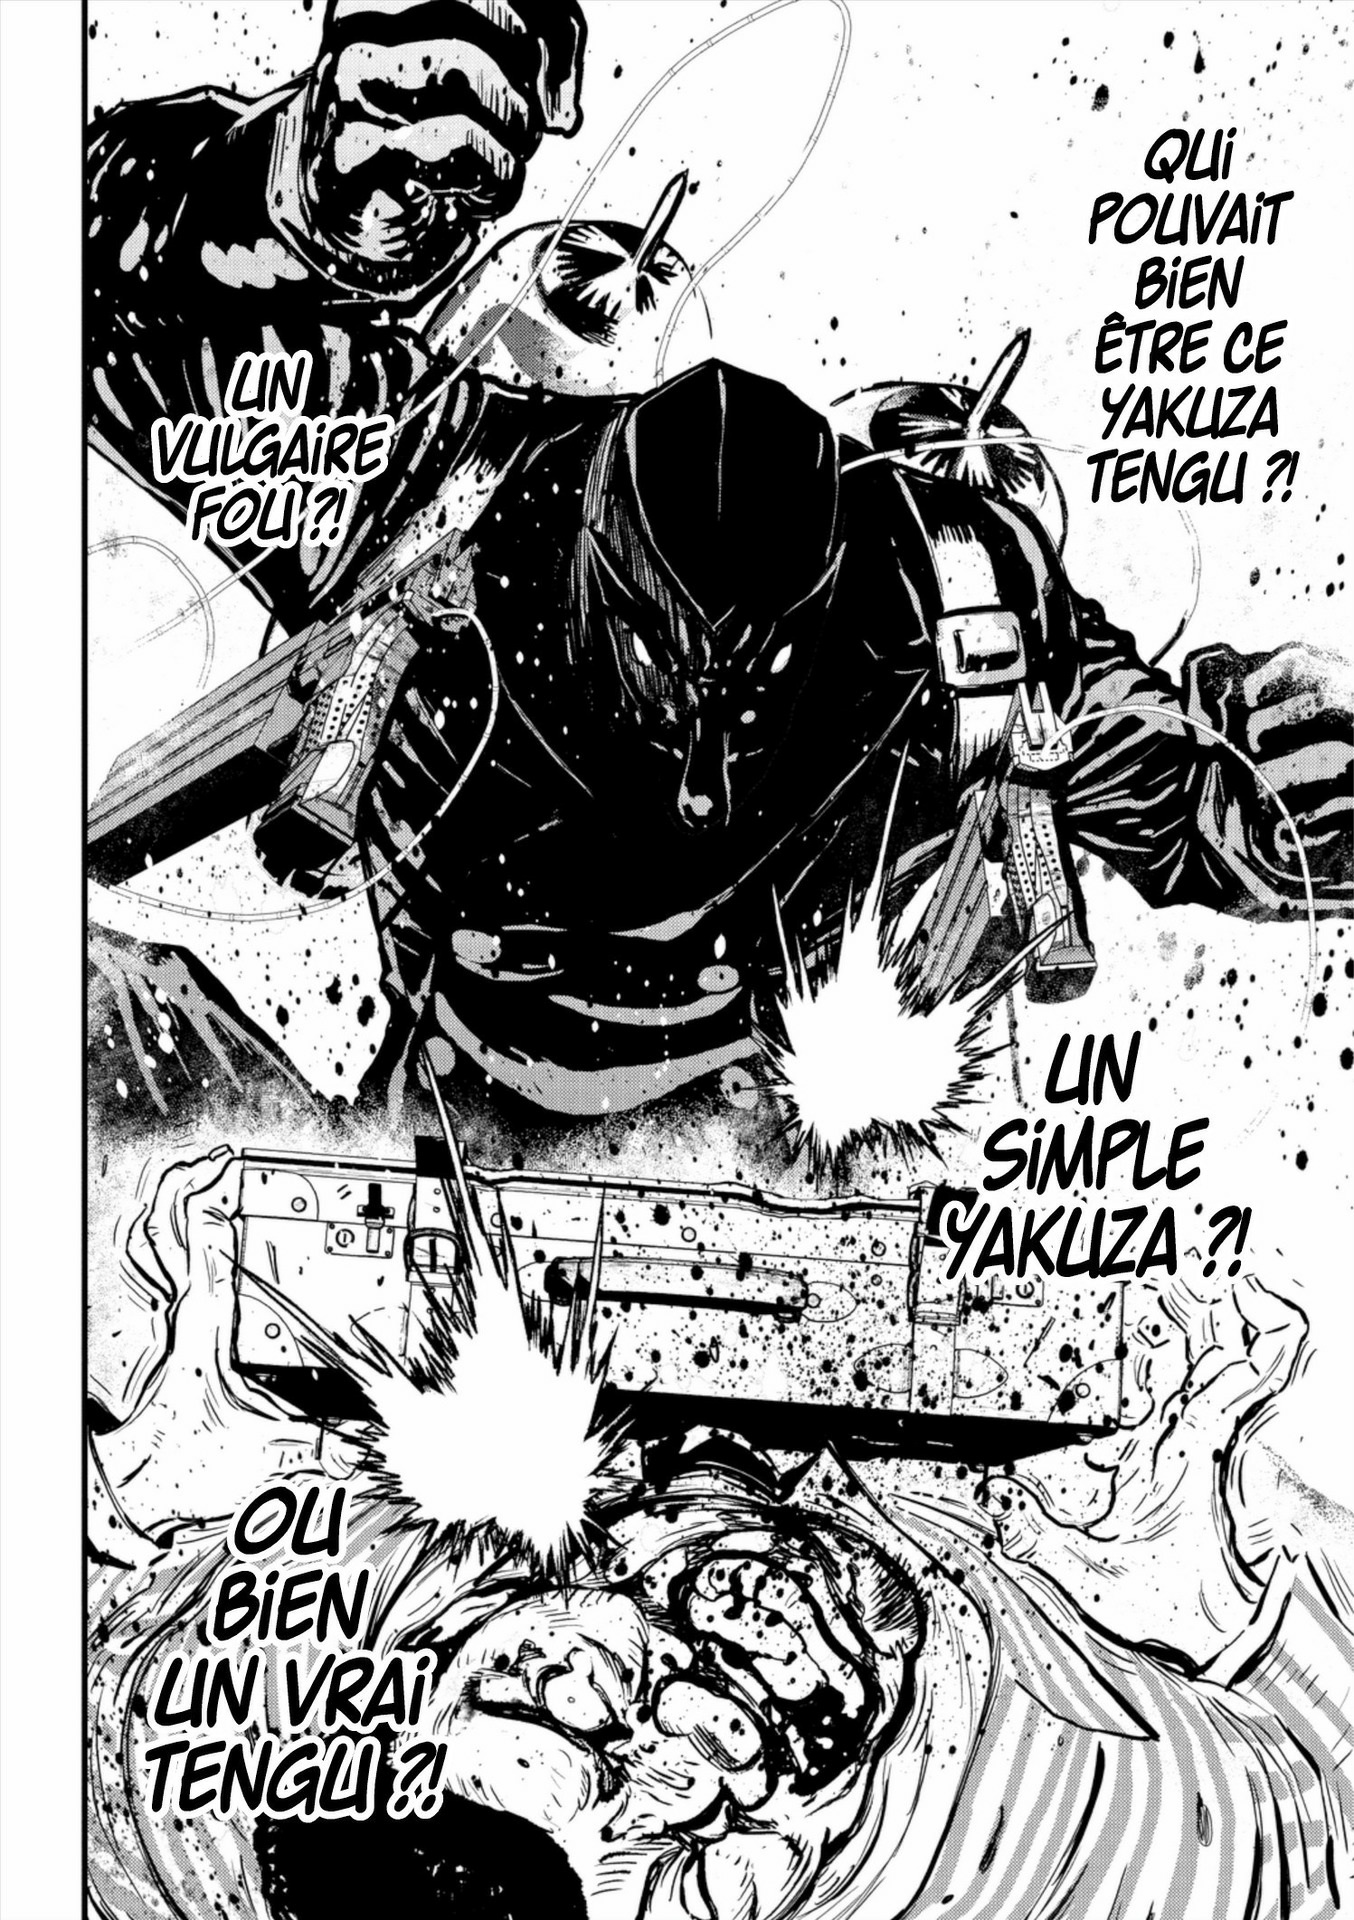 QUI
POUVAIT
BIEN
ÊTRE CE
YAKUZA
TENGU ?!
UN
VULGAIRE
FOU ?!
UN
SIMPLE
YAKUZA ?!
OU
BIEN
UN VRAI
TENGU ?!